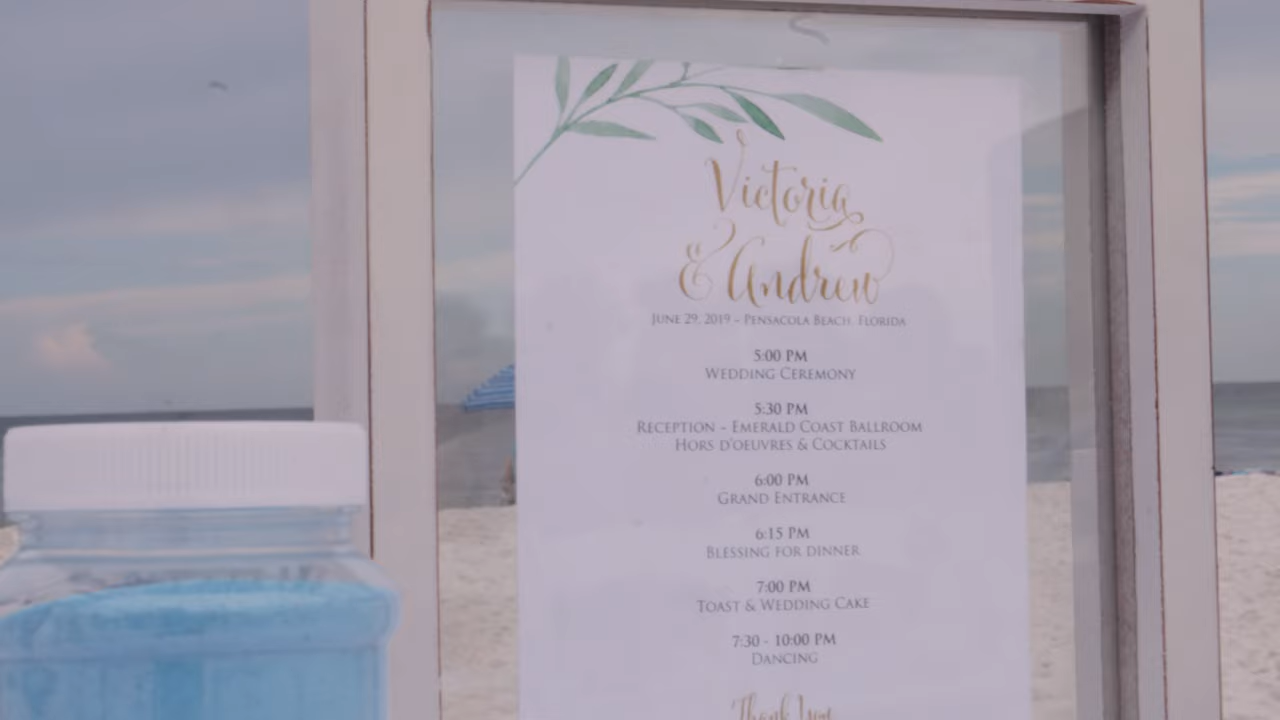 Victoria
& Andrew
June 29, 2019 – Pensacola Beach, Florida
5:00 PM
Wedding Ceremony
5:30 PM
Reception – Emerald Coast Ballroom
Hors d'oeuvres & Cocktails
6:00 PM
Grand Entrance
6:15 PM
Blessing for dinner
7:00 PM
Toast & Wedding Cake
7:30 - 10:00 PM
Dancing
Thank You